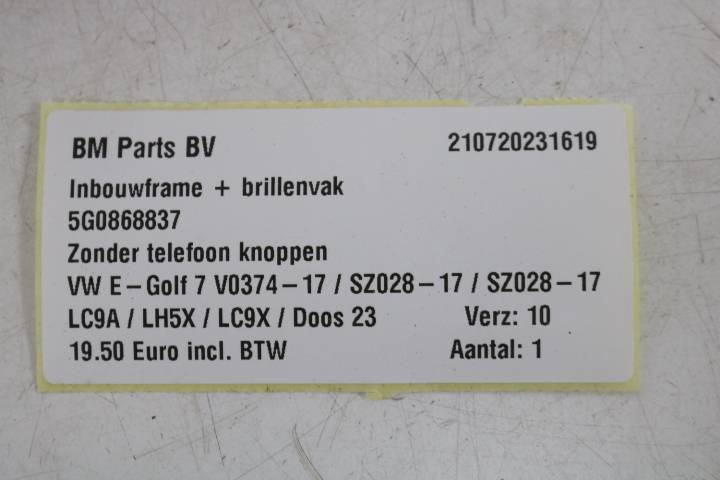 BM Parts BV 210720231619
Inbouwframe + brillenvak
5G0868837
Zonder telefoon knoppen
VW E-Golf 7 V0374-17 / SZ028-17 / SZ028-17
LC9A / LH5X / LC9X / Doos 23 Verz: 10
19.50 Euro incl. BTW Aantal: 1